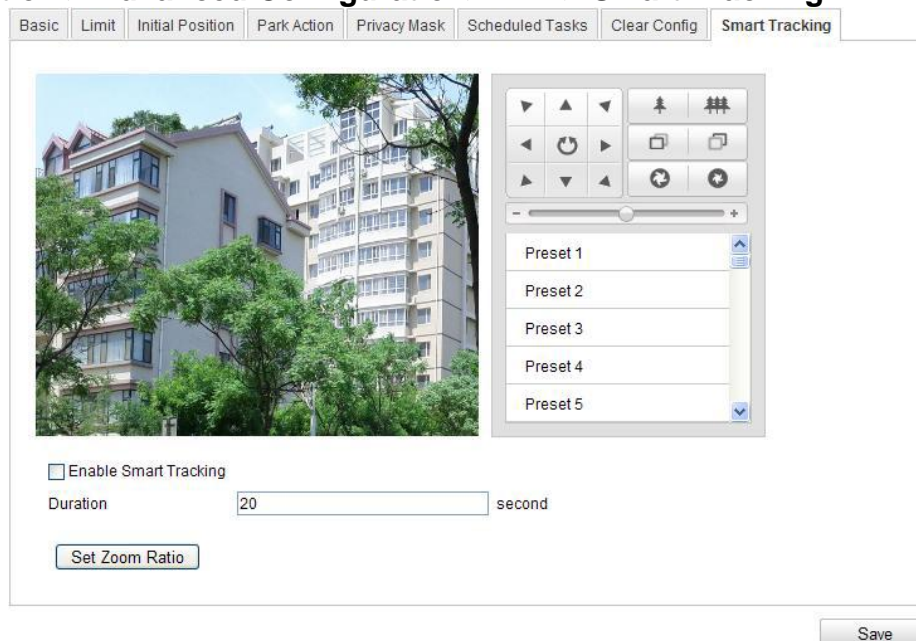 Basic Limit Initial Position Park Action Privacy Mask Scheduled Tasks Clear Config Smart Tracking
Preset 1
Preset 2
Preset 3
Preset 4
Preset 5
Enable Smart Tracking
Duration 20 second
Set Zoom Ratio
Save